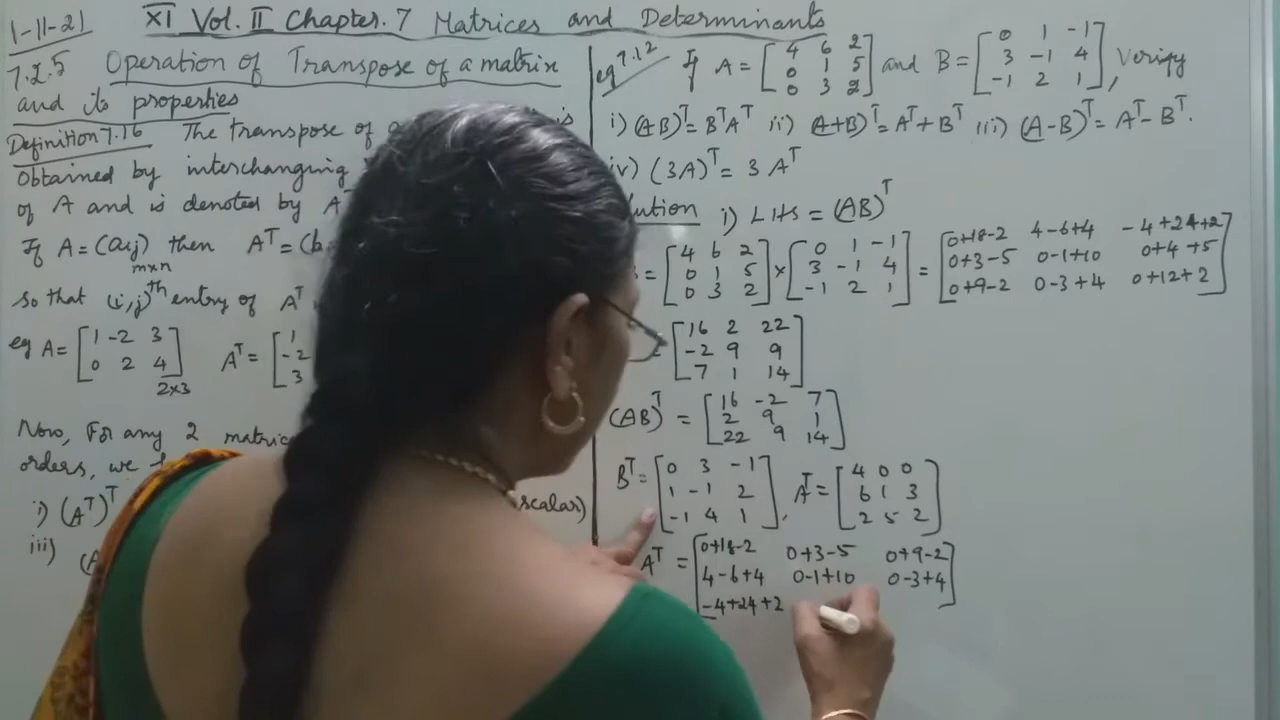 1-11-21
XI Vol. II Chapter. 7 Matrices and Determinants
7.2.5 Operation of Transpose of a matrix
and its properties
Definition 7.16 The transpose of a is
Obtained by interchanging
of A and is denoted by A^T
If A = (aij)m×n then A^T = (b
so that (i,j)th entry of A^T
eg A = [1 -2 3
0 2 4] 2×3 A^T = [1
-2
3
Now, For any 2 matric
orders, we
i) (A^T)^T scalar)
iii) (A
eg 7.12 If A = [4 6 2
0 1 5
0 3 2] and B = [0 1 -1
3 -1 4
-1 2 1], Verify
i) (AB)^T = B^T A^T ii) (A+B)^T = A^T + B^T iii) (A-B)^T = A^T - B^T.
iv) (3A)^T = 3 A^T
lution i) LHS = (AB)^T
= [4 6 2
0 1 5
0 3 2] × [0 1 -1
3 -1 4
-1 2 1] = [0+18-2 4-6+4 -4+24+2
0+3-5 0-1+10 0+4+5
0+9-2 0-3+4 0+12+2]
= [16 2 22
-2 9 9
7 1 14]
(AB)^T = [16 -2 7
2 9 1
22 9 14]
B^T = [0 3 -1
1 -1 2
-1 4 1], A^T = [4 0 0
6 1 3
2 5 2]
A^T = [0+18-2 0+3-5 0+9-2
4-6+4 0-1+10 0-3+4
-4+24+2